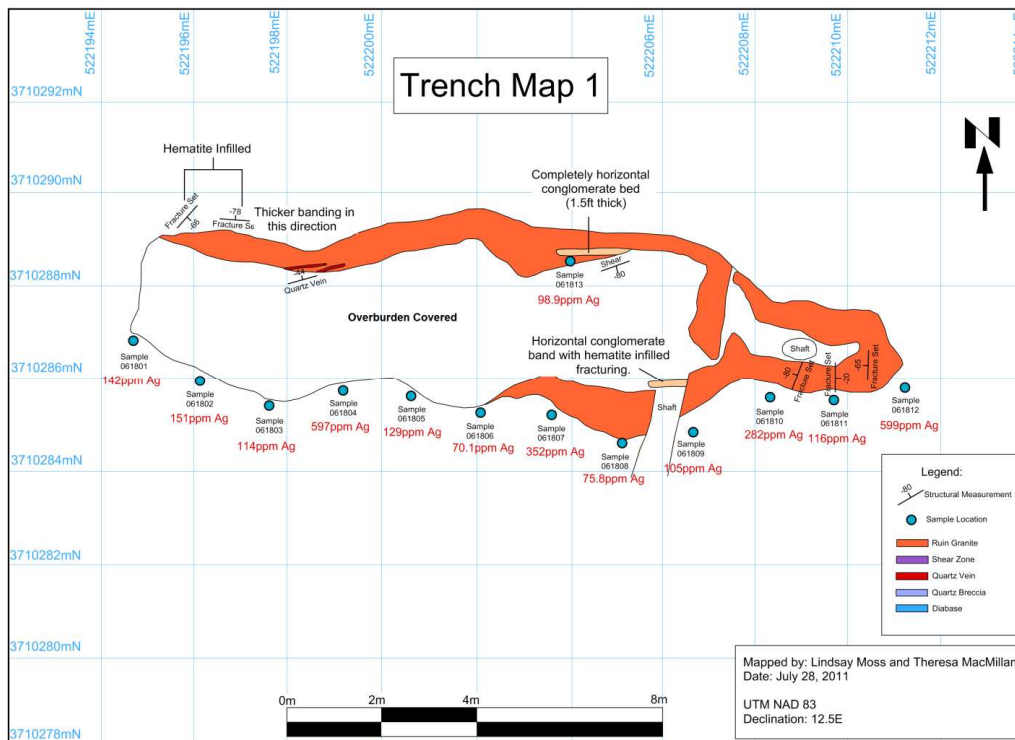 522194mE
522196mE
522198mE
522200mE
522206mE
522208mE
522210mE
522212mE
3710292mN
3710290mN
3710288mN
3710286mN
3710284mN
3710282mN
3710280mN
3710278mN
Trench Map 1
N
Hematite Infilled
Fracture Set
-66
-78
Fracture Se
Thicker banding in
this direction
Completely horizontal
conglomerate bed
(1.5ft thick)
-44
Quartz Vein
Shear
-80
Sample
061813
98.9ppm Ag
Overburden Covered
Horizontal conglomerate
band with hematite infilled
fracturing.
Shaft
Shaft
-80
Fracture Set
Fracture Set
-70
-65
Fracture Set
Sample
061801
142ppm Ag
Sample
061802
151ppm Ag
Sample
061803
114ppm Ag
Sample
061804
597ppm Ag
Sample
061805
129ppm Ag
Sample
061806
70.1ppm Ag
Sample
061807
352ppm Ag
Sample
061808
75.8ppm Ag
Sample
061809
105ppm Ag
Sample
061810
282ppm Ag
Sample
061811
116ppm Ag
Sample
061812
599ppm Ag
Legend:
-80
Structural Measurement
Sample Location
Ruin Granite
Shear Zone
Quartz Vein
Quartz Breccia
Diabase
0m
2m
4m
8m
Mapped by: Lindsay Moss and Theresa MacMillan
Date: July 28, 2011
UTM NAD 83
Declination: 12.5E